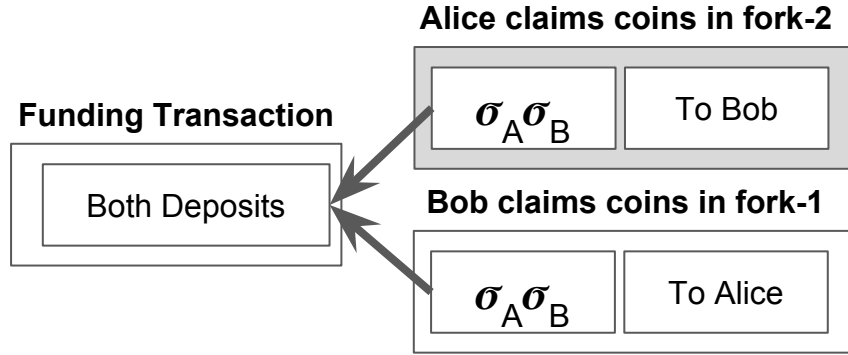 Alice claims coins in fork-2
σAσB
To Bob
Funding Transaction
Both Deposits
Bob claims coins in fork-1
σAσB
To Alice